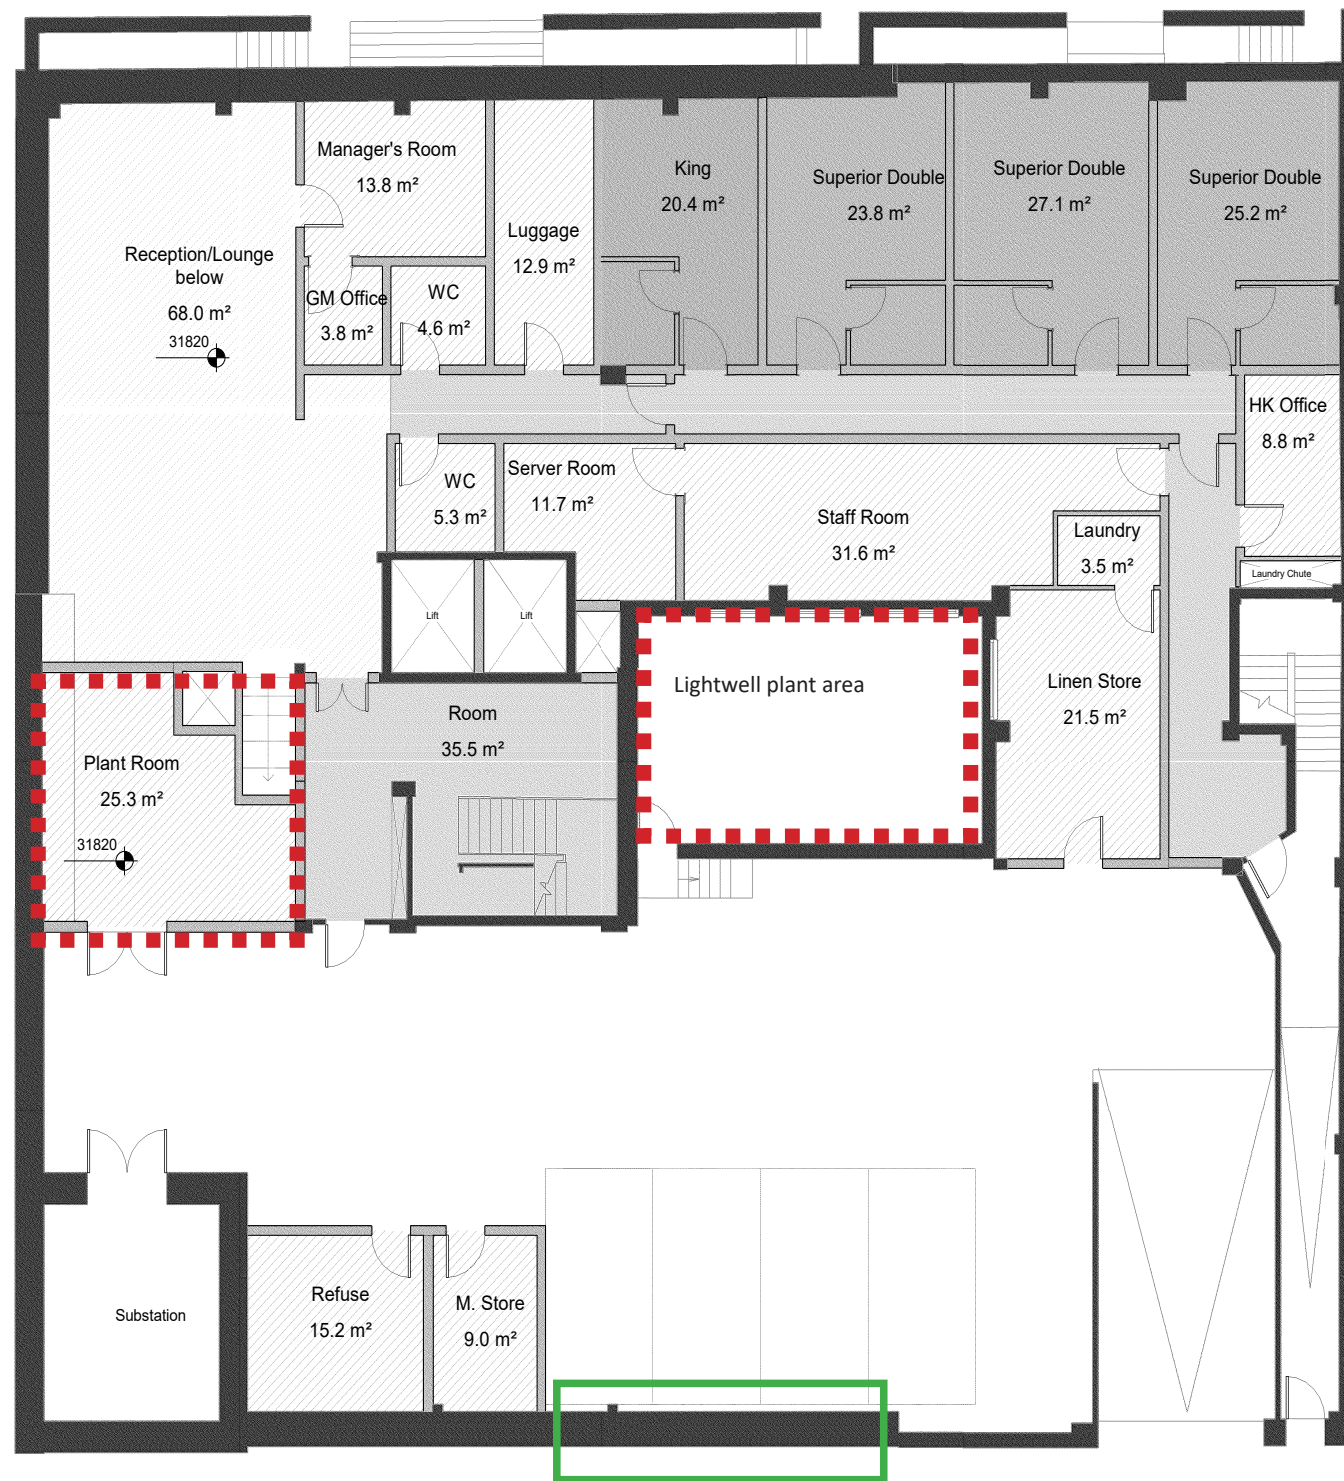 Manager's Room
13.8 m²
King
20.4 m²
Superior Double
23.8 m²
Superior Double
27.1 m²
Superior Double
25.2 m²
Luggage
12.9 m²
Reception/Lounge
below
68.0 m²
31820
GM Office
3.8 m²
WC
4.6 m²
HK Office
8.8 m²
WC
5.3 m²
Server Room
11.7 m²
Staff Room
31.6 m²
Laundry
3.5 m²
Laundry Chute
Lift
Lift
Lightwell plant area
Linen Store
21.5 m²
Room
35.5 m²
Plant Room
25.3 m²
31820
Substation
Refuse
15.2 m²
M. Store
9.0 m²